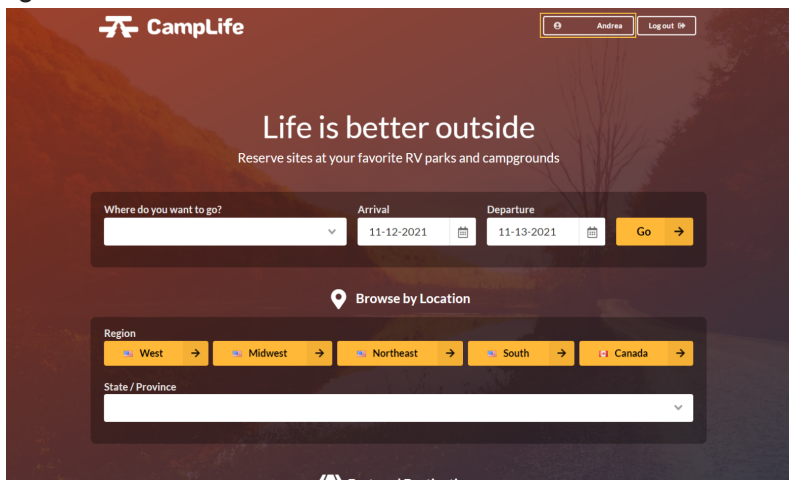 CampLife
Andrea
Logout
Life is better outside
Reserve sites at your favorite RV parks and campgrounds
Where do you want to go?
Arrival
Departure
11-12-2021
11-13-2021
Go
Browse by Location
Region
West
Midwest
Northeast
South
Canada
State / Province